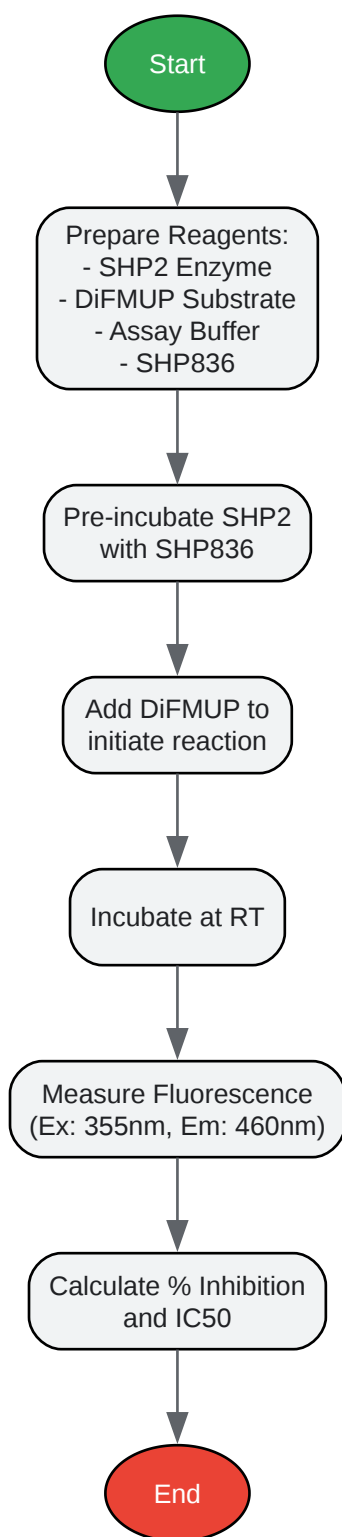 Start
Prepare Reagents:
- SHP2 Enzyme
- DiFMUP Substrate
- Assay Buffer
- SHP836
Pre-incubate SHP2
with SHP836
Add DiFMUP to
initiate reaction
Incubate at RT
Measure Fluorescence
(Ex: 355nm, Em: 460nm)
Calculate % Inhibition
and IC50
End